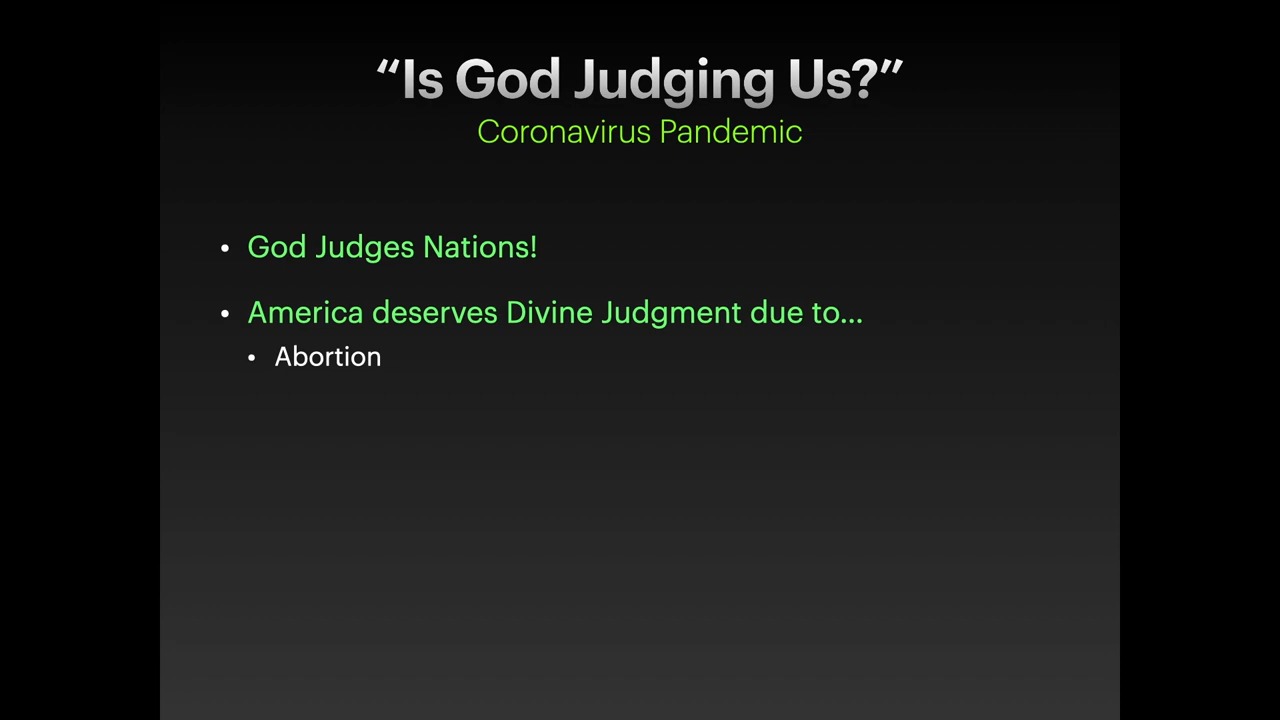 “Is God Judging Us?”
Coronavirus Pandemic
• God Judges Nations!
• America deserves Divine Judgment due to...
• Abortion